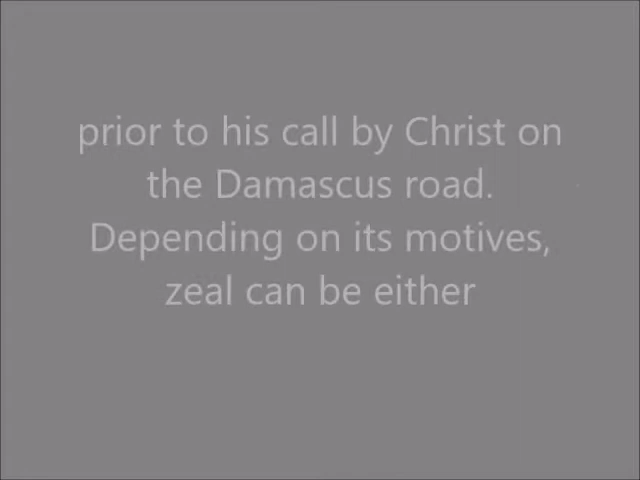 prior to his call by Christ on
the Damascus road.
Depending on its motives,
zeal can be either